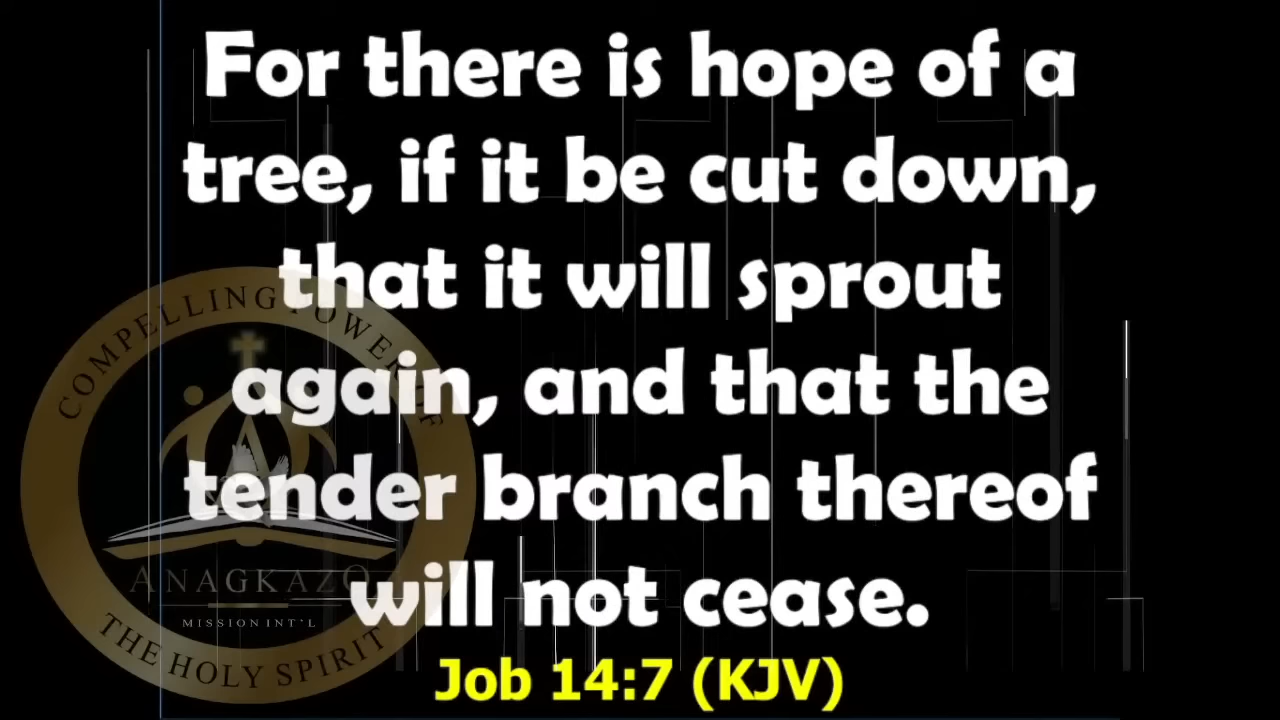 For there is hope of a
tree, if it be cut down,
that it will sprout
again, and that the
tender branch thereof
will not cease.
Job 14:7 (KJV)
COMPELLING POWER OF
ANAGKAZO
MISSION INT'L
THE HOLY SPIRIT